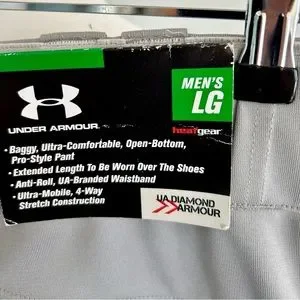 UNDER ARMOUR
MEN'S
LG
heatgear
• Baggy, Ultra-Comfortable, Open-Bottom,
Pro-Style Pant
• Extended Length To Be Worn Over The Shoes
• Anti-Roll, UA-Branded Waistband
• Ultra-Mobile, 4-Way
Stretch Construction
UA DIAMOND
ARMOUR